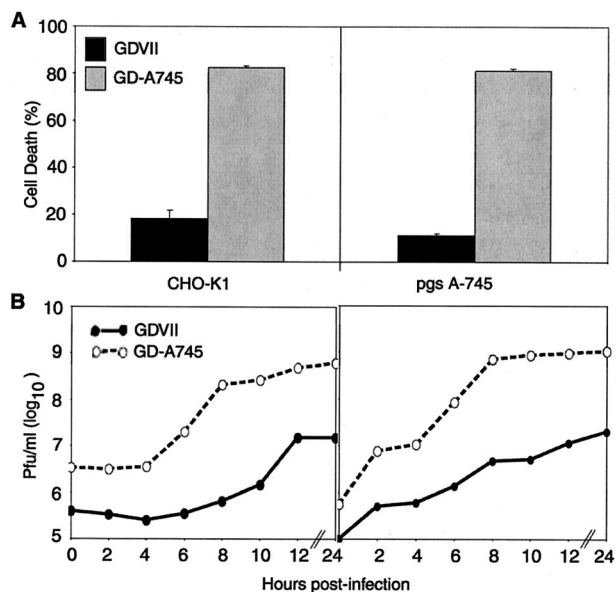 A
GDVII
GD-A745
Cell Death (%)
100
80
60
40
20
0
CHO-K1
pgs A-745
B
GDVII
GD-A745
Pfu/ml (log10)
10
9
8
7
6
5
0 2 4 6 8 10 12 24
2 4 6 8 10 12 24
Hours post-infection